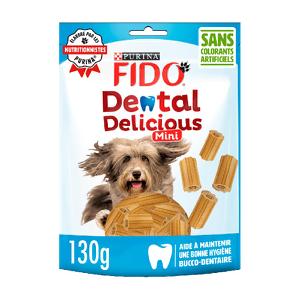 ÉLABORÉ PAR LES
NUTRITIONNISTES
PURINA
PURINA
SANS
COLORANTS
ARTIFICIELS
FIDO
Dental
Delicious
Mini
130g
AIDE À MAINTENIR
UNE BONNE HYGIÈNE
BUCCO-DENTAIRE